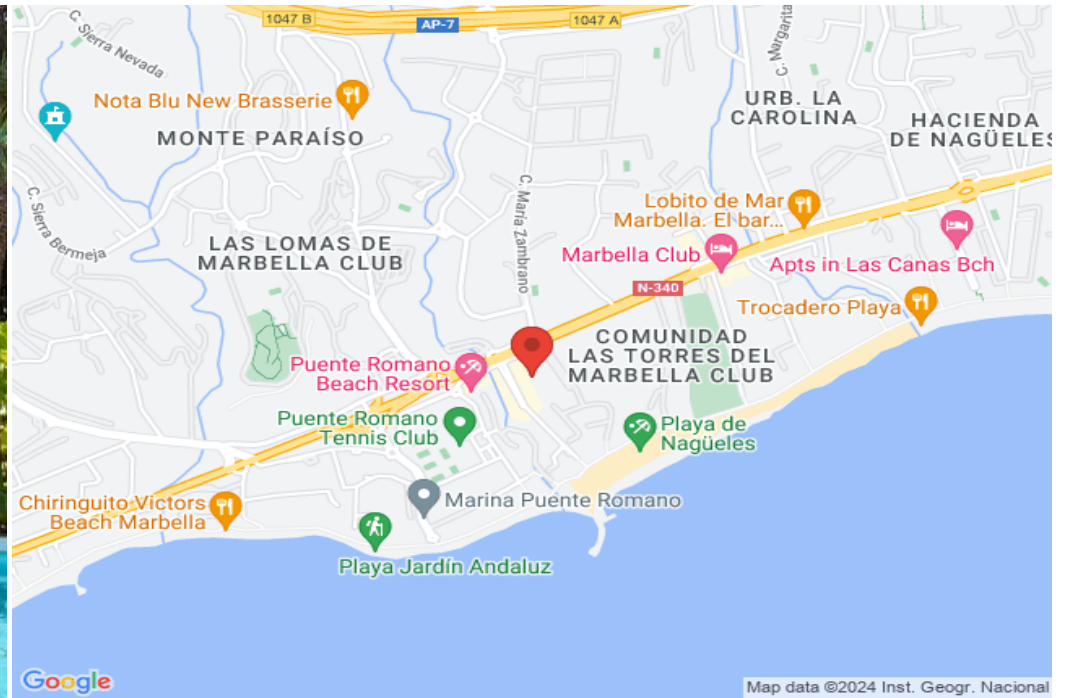 1047 B
AP-7
1047 A
C. Sierra Nevada
C. Margarita
Nota Blu New Brasserie
URB. LA
CAROLINA
MONTE PARAÍSO
HACIENDA
DE NAGÜELES
C. Sierra Bermeja
C. María Zambrano
Lobito de Mar
Marbella. El bar...
LAS LOMAS DE
MARBELLA CLUB
Marbella Club
Apts in Las Canas Bch
N-340
Trocadero Playa
COMUNIDAD
LAS TORRES DEL
MARBELLA CLUB
Puente Romano
Beach Resort
Puente Romano
Tennis Club
Playa de
Nagüeles
Chiringuito Victors
Beach Marbella
Marina Puente Romano
Playa Jardín Andaluz
Google
Map data ©2024 Inst. Geogr. Nacional